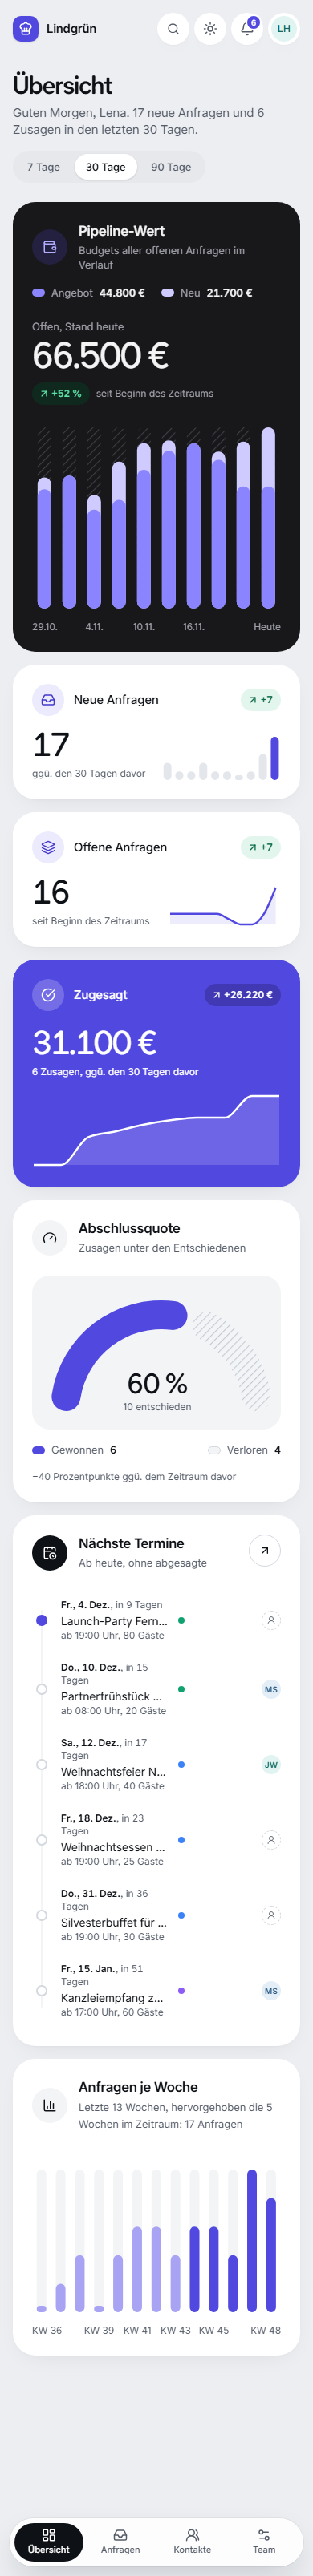 Lindgrün
6
LH
Übersicht
Guten Morgen, Lena. 17 neue Anfragen und 6
Zusagen in den letzten 30 Tagen.
7 Tage 30 Tage 90 Tage
Pipeline-Wert
Budgets aller offenen Anfragen im
Verlauf
Angebot 44.800 € Neu 21.700 €
Offen, Stand heute
66.500 €
+52 % seit Beginn des Zeitraums
29.10. 4.11. 10.11. 16.11. Heute
Neue Anfragen
+7
17
ggü. den 30 Tagen davor
Offene Anfragen
+7
16
seit Beginn des Zeitraums
Zugesagt
+26.220 €
31.100 €
6 Zusagen, ggü. den 30 Tagen davor
Abschlussquote
Zusagen unter den Entschiedenen
60 %
10 entschieden
Gewonnen 6 Verloren 4
−40 Prozentpunkte ggü. dem Zeitraum davor
Nächste Termine
Ab heute, ohne abgesagte
Fr., 4. Dez., in 9 Tagen
Launch-Party Fern...
ab 19:00 Uhr, 80 Gäste
Do., 10. Dez., in 15
Tagen
Partnerfrühstück ...
ab 08:00 Uhr, 20 Gäste
MS
Sa., 12. Dez., in 17
Tagen
Weihnachtsfeier N...
ab 18:00 Uhr, 40 Gäste
JW
Fr., 18. Dez., in 23
Tagen
Weihnachtsessen ...
ab 19:00 Uhr, 25 Gäste
Do., 31. Dez., in 36
Tagen
Silvesterbuffet für ...
ab 19:00 Uhr, 30 Gäste
Fr., 15. Jan., in 51
Tagen
Kanzleiempfang z...
ab 17:00 Uhr, 60 Gäste
MS
Anfragen je Woche
Letzte 13 Wochen, hervorgehoben die 5
Wochen im Zeitraum: 17 Anfragen
KW 36 KW 39 KW 41 KW 43 KW 45 KW 48
Übersicht Anfragen Kontakte Team